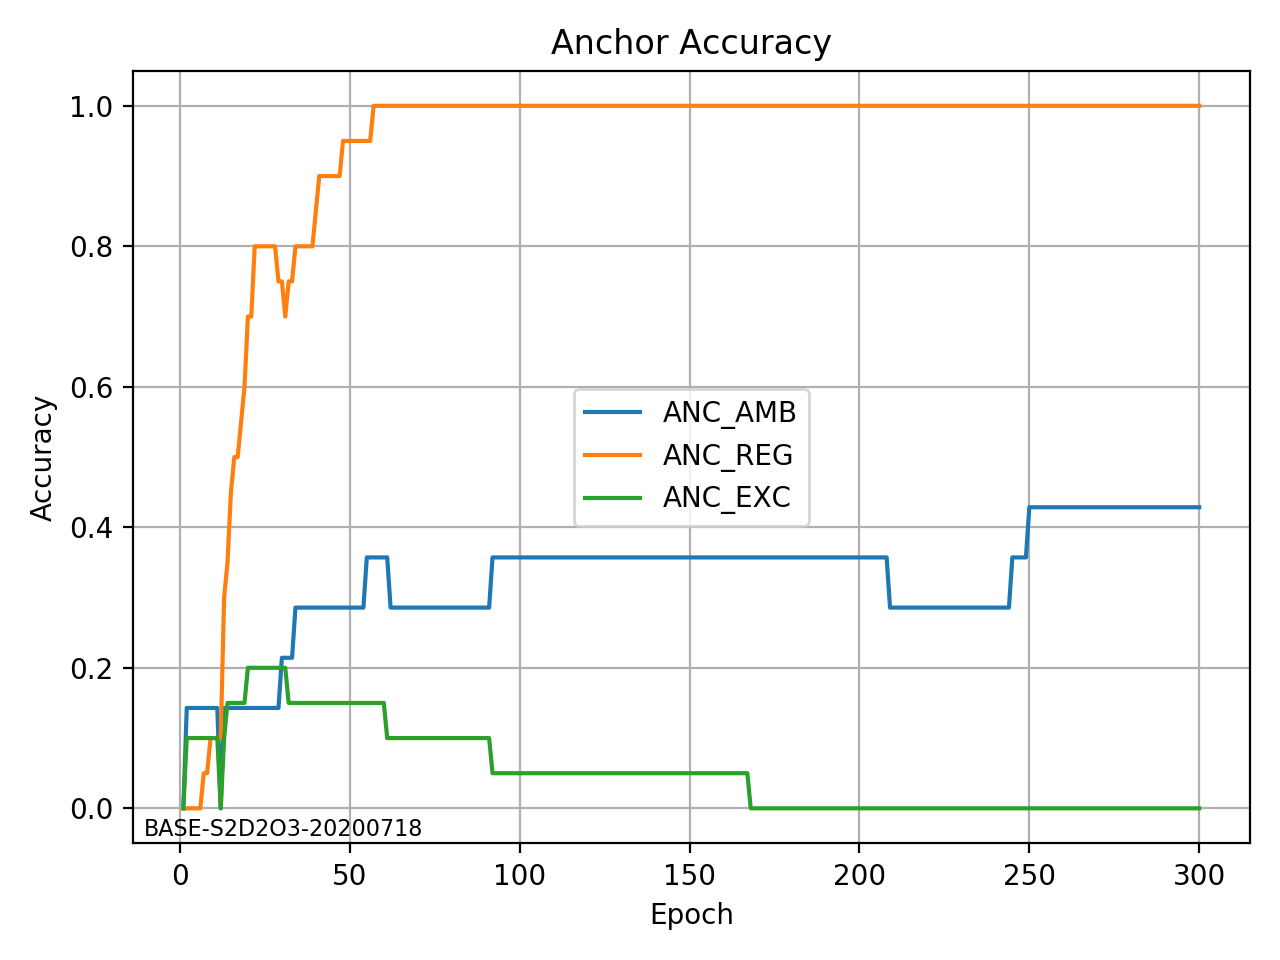 Anchor Accuracy
1.0
0.8
0.6
0.4
0.2
0.0
Accuracy
ANC_AMB
ANC_REG
ANC_EXC
BASE-S2D2O3-20200718
0 50 100 150 200 250 300
Epoch